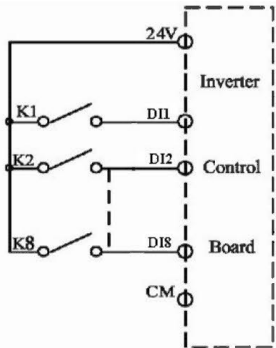 24V
Inverter
K1 DI1
K2 DI2 Control
K8 DI8 Board
CM